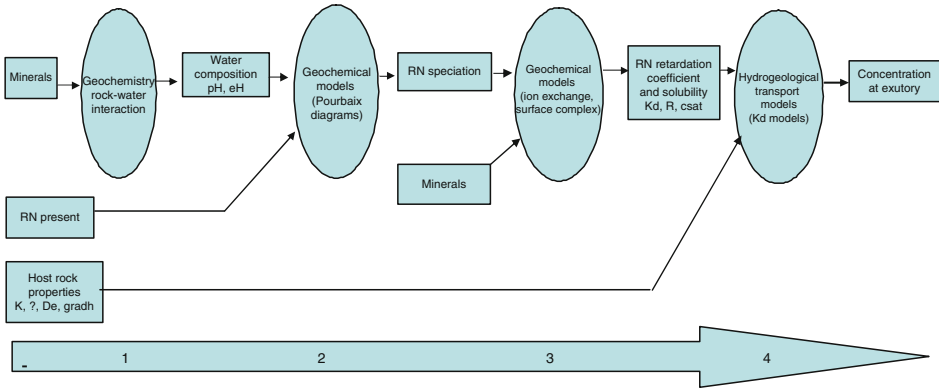 Minerals
Geochemistry
rock-water
interaction
Water
composition
pH, eH
Geochemical
models
(Pourbaix
diagrams)
RN speciation
Geochemical
models
(ion exchange,
surface complex)
RN retardation
coefficient
and solubility
Kd, R, csat
Hydrogeological
transport
models
(Kd models)
Concentration
at exutory
Minerals
RN present
Host rock
properties
K, ?, De, gradh
- 1 2 3 4